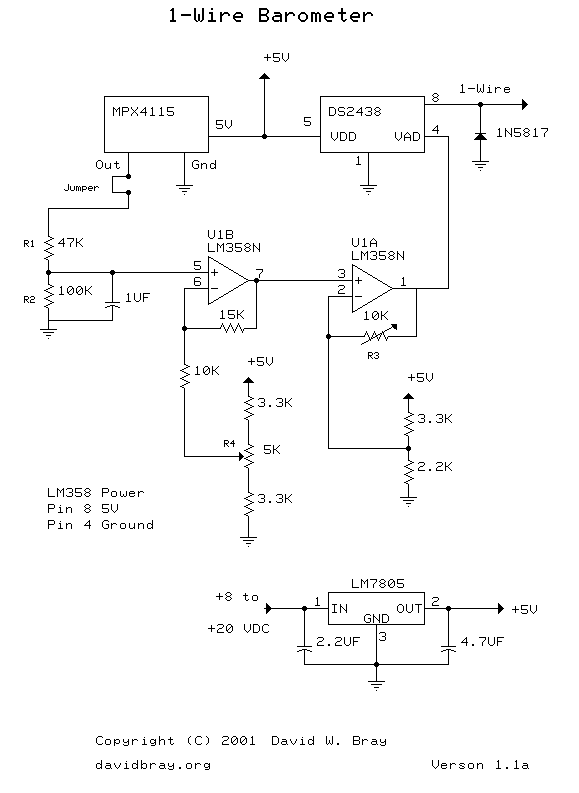 1-Wire Barometer
+5V
1-Wire
MPX4115
5V
5
DS2438
8
VDD
VAD
4
1N5817
Out
Gnd
1
Jumper
R1
47K
R2
100K
1UF
U1B
LM358N
5
+
6
−
7
15K
10K
U1A
LM358N
3
+
2
−
1
10K
R3
+5V
3.3K
R4
5K
3.3K
+5V
3.3K
2.2K
LM358 Power
Pin 8 5V
Pin 4 Ground
LM7805
+8 to
+20 VDC
1
IN
OUT
2
GND
3
+5V
2.2UF
4.7UF
Copyright (C) 2001 David W. Bray
davidbray.org
Verson 1.1a